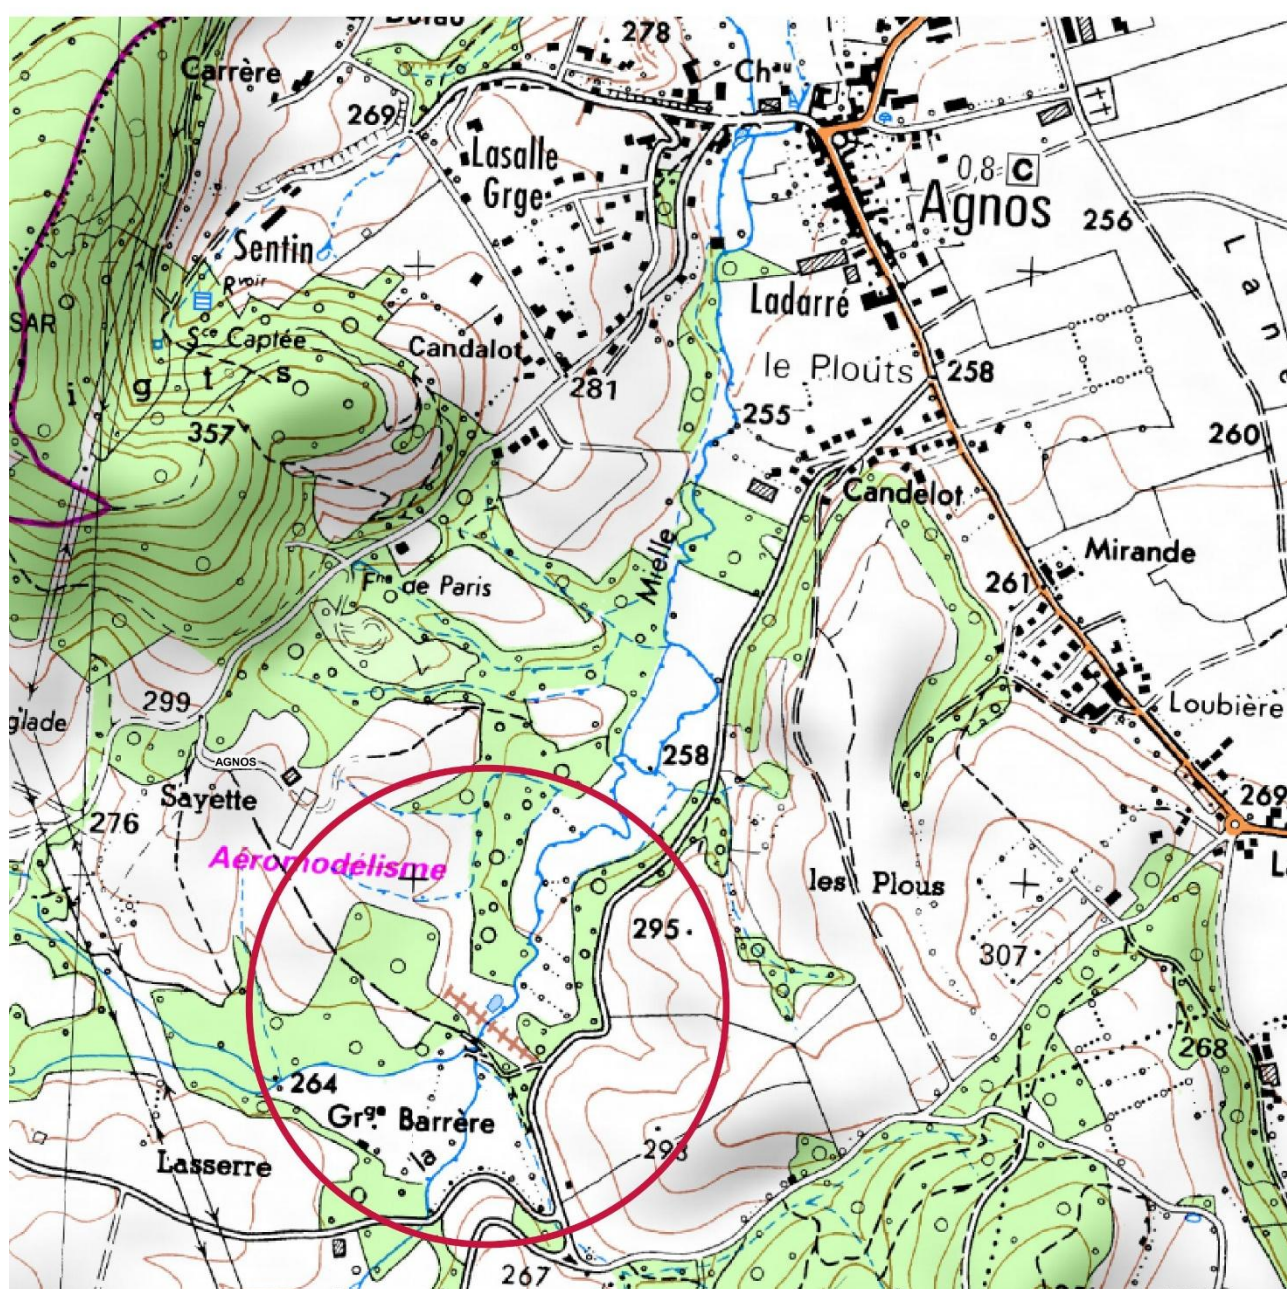 278
Carrère
Chau
269
Lasalle
Grge
0,8 C
Agnos
256
Sentin
Rvoir
Ladarré
SAR
Sce Captée
Candalot
le Plouts
258
i g t s
281
255
357
260
Candelot
Mirande
Mielle
261
Fne de Paris
299
Loubière
glade
258
AGNOS
Sayette
269
276
Aéromodélisme
les Plous
295
307
268
264
Grge Barrère
la
293
Lasserre
267